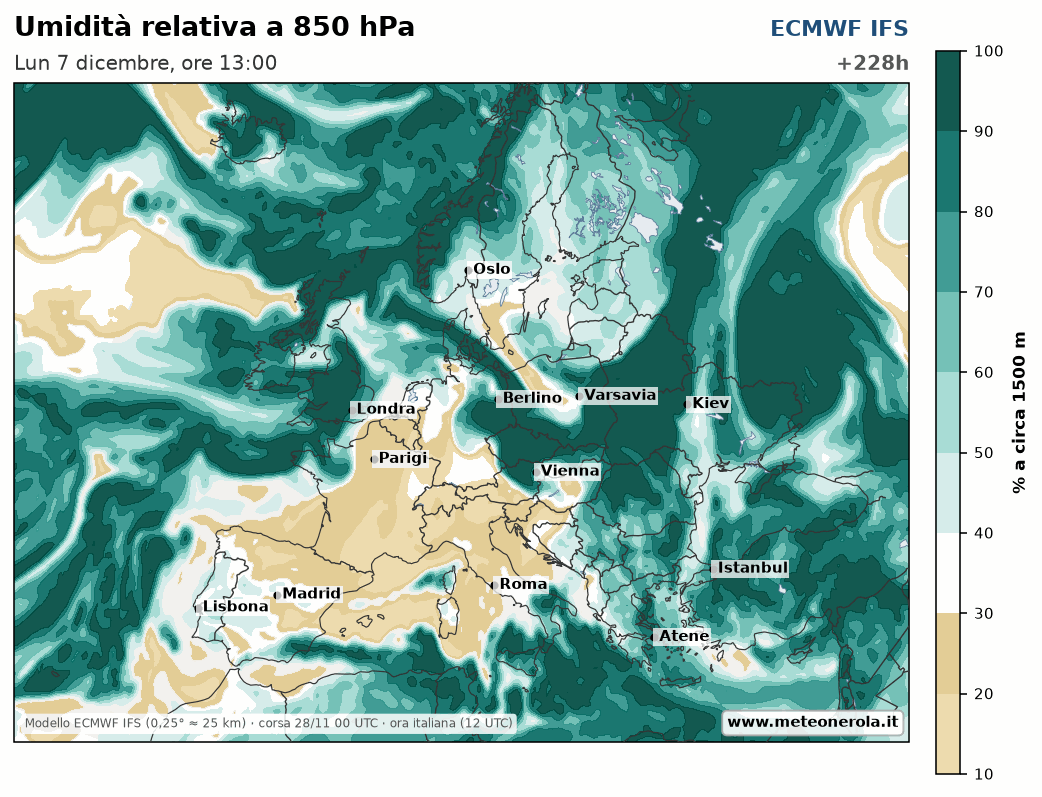 Umidità relativa a 850 hPa
ECMWF IFS
Lun 7 dicembre, ore 13:00
+228h
100
90
80
70
60
50
40
30
20
10
% a circa 1500 m
Oslo
Berlino
Varsavia
Kiev
Londra
Parigi
Vienna
Istanbul
Roma
Madrid
Lisbona
Atene
Modello ECMWF IFS (0,25° ≈ 25 km) · corsa 28/11 00 UTC · ora italiana (12 UTC)
www.meteonerola.it